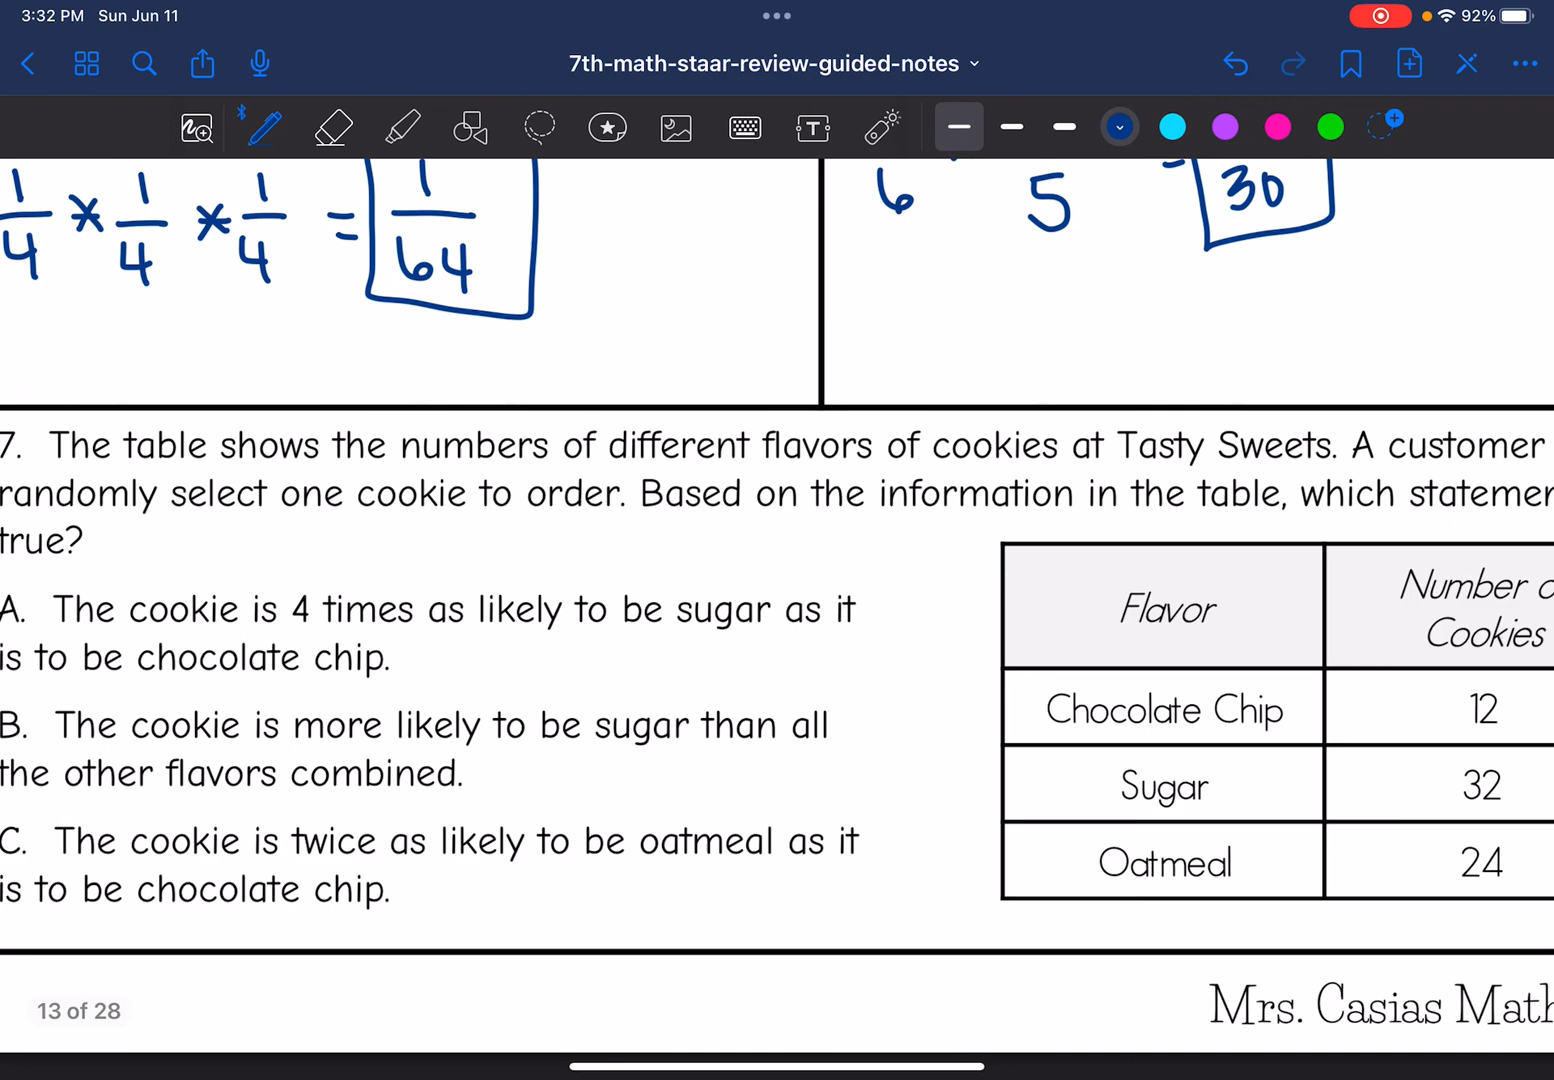 3:32 PM Sun Jun 11
92%
7th-math-staar-review-guided-notes
T
1/4 * 1/4 * 1/4 = 1/64
6 5 = 30
7. The table shows the numbers of different flavors of cookies at Tasty Sweets. A customer
randomly select one cookie to order. Based on the information in the table, which
true?
A. The cookie is 4 times as likely to be sugar as it
is to be chocolate chip.
B. The cookie is more likely to be sugar than all
the other flavors combined.
C. The cookie is twice as likely to be oatmeal as it
is to be chocolate chip.
Flavor Number
Cookies
Chocolate Chip 12
Sugar 32
Oatmeal 24
13 of 28
Mrs. Casias Math